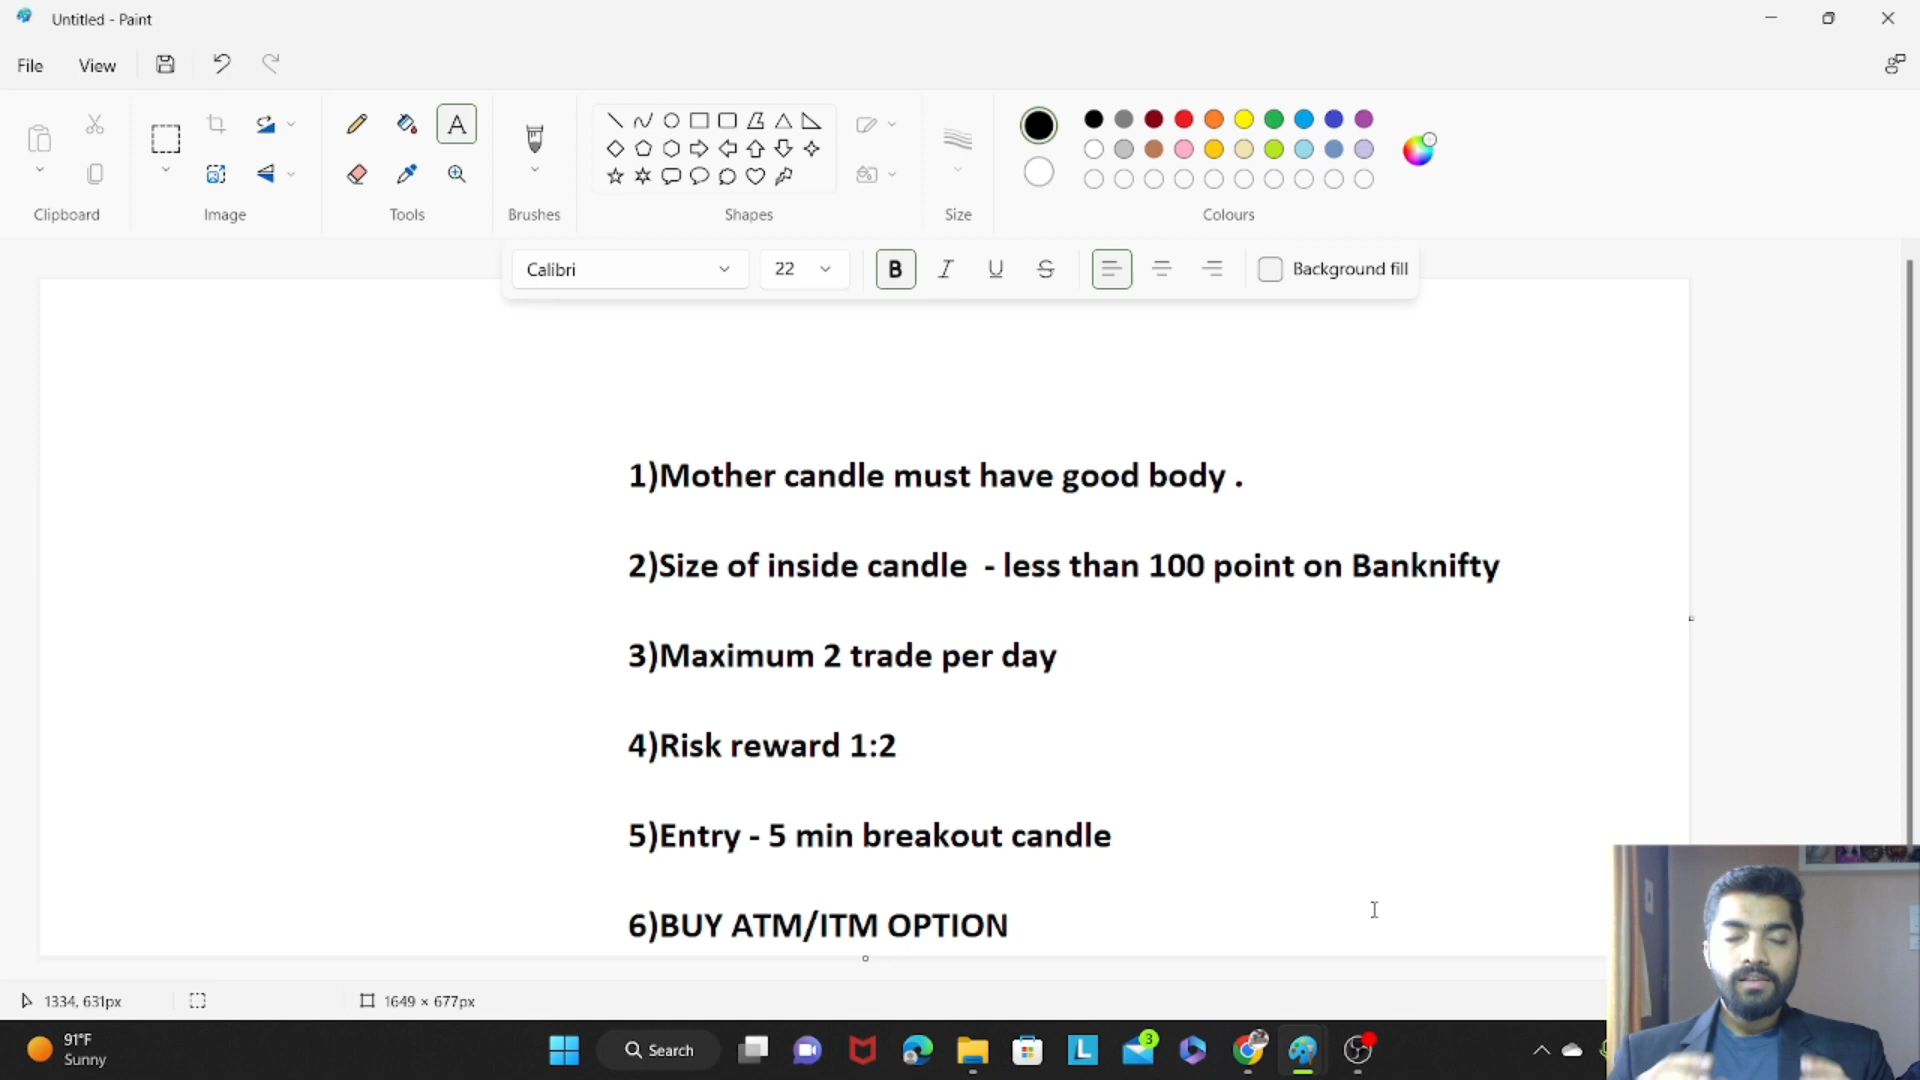 Untitled - Paint
File View
Clipboard Image Tools Brushes Shapes Size Colours
A
Calibri 22 B I U S Background fill
1)Mother candle must have good body .
2)Size of inside candle  - less than 100 point on Banknifty
3)Maximum 2 trade per day
4)Risk reward 1:2
5)Entry - 5 min breakout candle
6)BUY ATM/ITM OPTION
1334, 631px 1649 × 677px
91°F
Sunny
Search
L
3